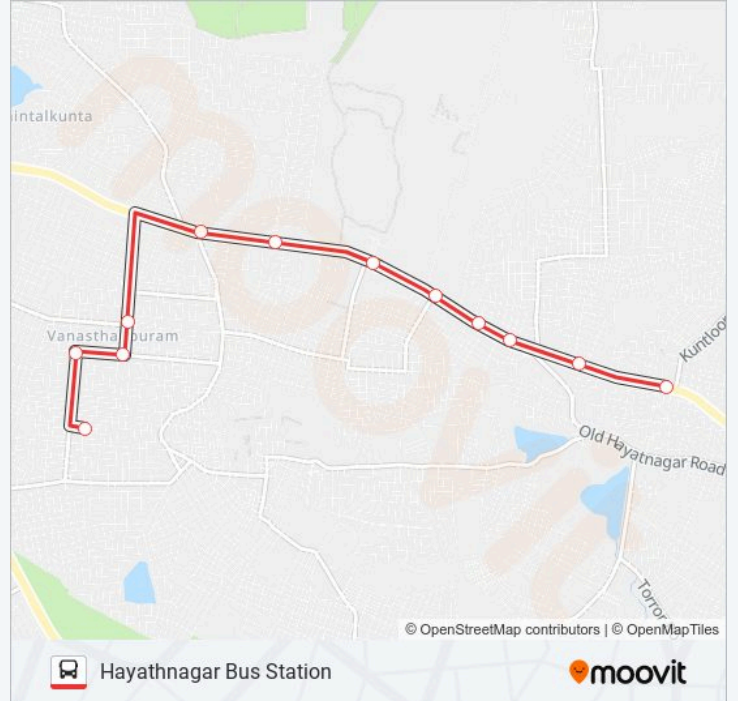 intalkunta
Vanasthalipuram
Kuntloor
Old Hayatnagar Road
Torror
© OpenStreetMap contributors | © OpenMapTiles
Hayathnagar Bus Station
moovit